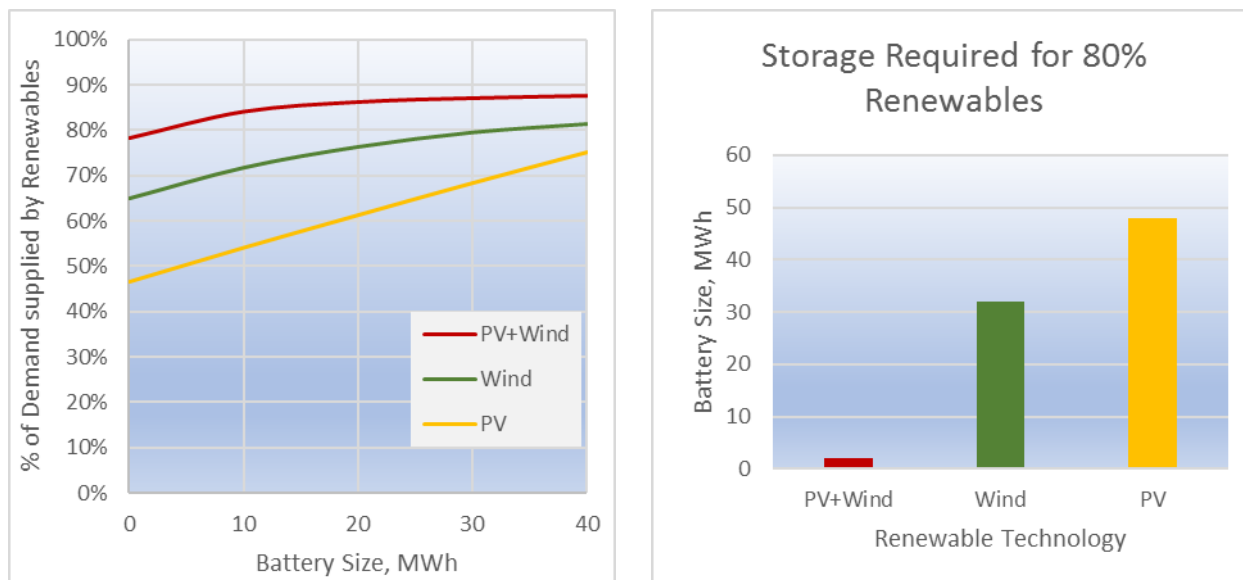 % of Demand supplied by Renewables
100%
90%
80%
70%
60%
50%
40%
30%
20%
10%
0%
PV+Wind
Wind
PV
0 10 20 30 40
Battery Size, MWh
Storage Required for 80%
Renewables
Battery Size, MWh
60
50
40
30
20
10
0
PV+Wind Wind PV
Renewable Technology